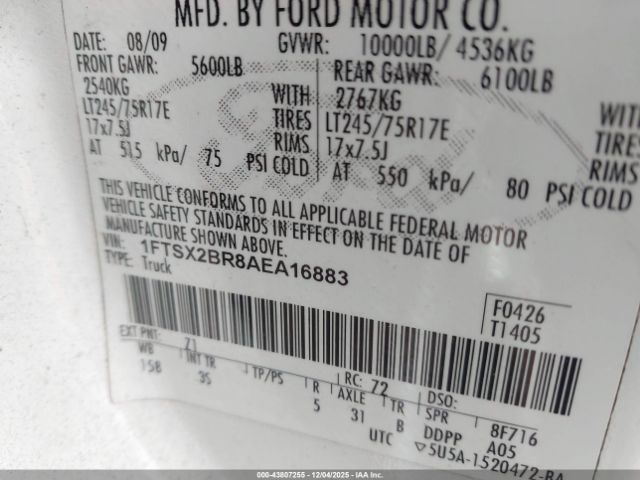 MFD. BY FORD MOTOR CO.
DATE: 08/09 GVWR: 10000LB/ 4536KG
FRONT GAWR: 5600LB REAR GAWR: 6100LB
2540KG WITH 2767KG WITH
LT245/75R17E TIRES LT245/75R17E TIRES
17x7.5J RIMS 17x7.5J RIMS
AT 515 kPa/ 75 PSI COLD AT 550 kPa/ 80 PSI COLD
THIS VEHICLE CONFORMS TO ALL APPLICABLE FEDERAL MOTOR
VEHICLE SAFETY STANDARDS IN EFFECT ON THE DATE OF
MANUFACTURE SHOWN ABOVE.
VIN: 1FTSX2BR8AEA16883
TYPE: Truck
F0426
T1405
EXT PNT: Z1 RC: 72 DSO:
WB INT TR TP/PS R AXLE TR SPR 8F716
15B 3S 5 31 B DDPP A05
UTC ▽5U5A-1520472-BA
© IAA 43807255 - 12/04/2025 - IAAI.com